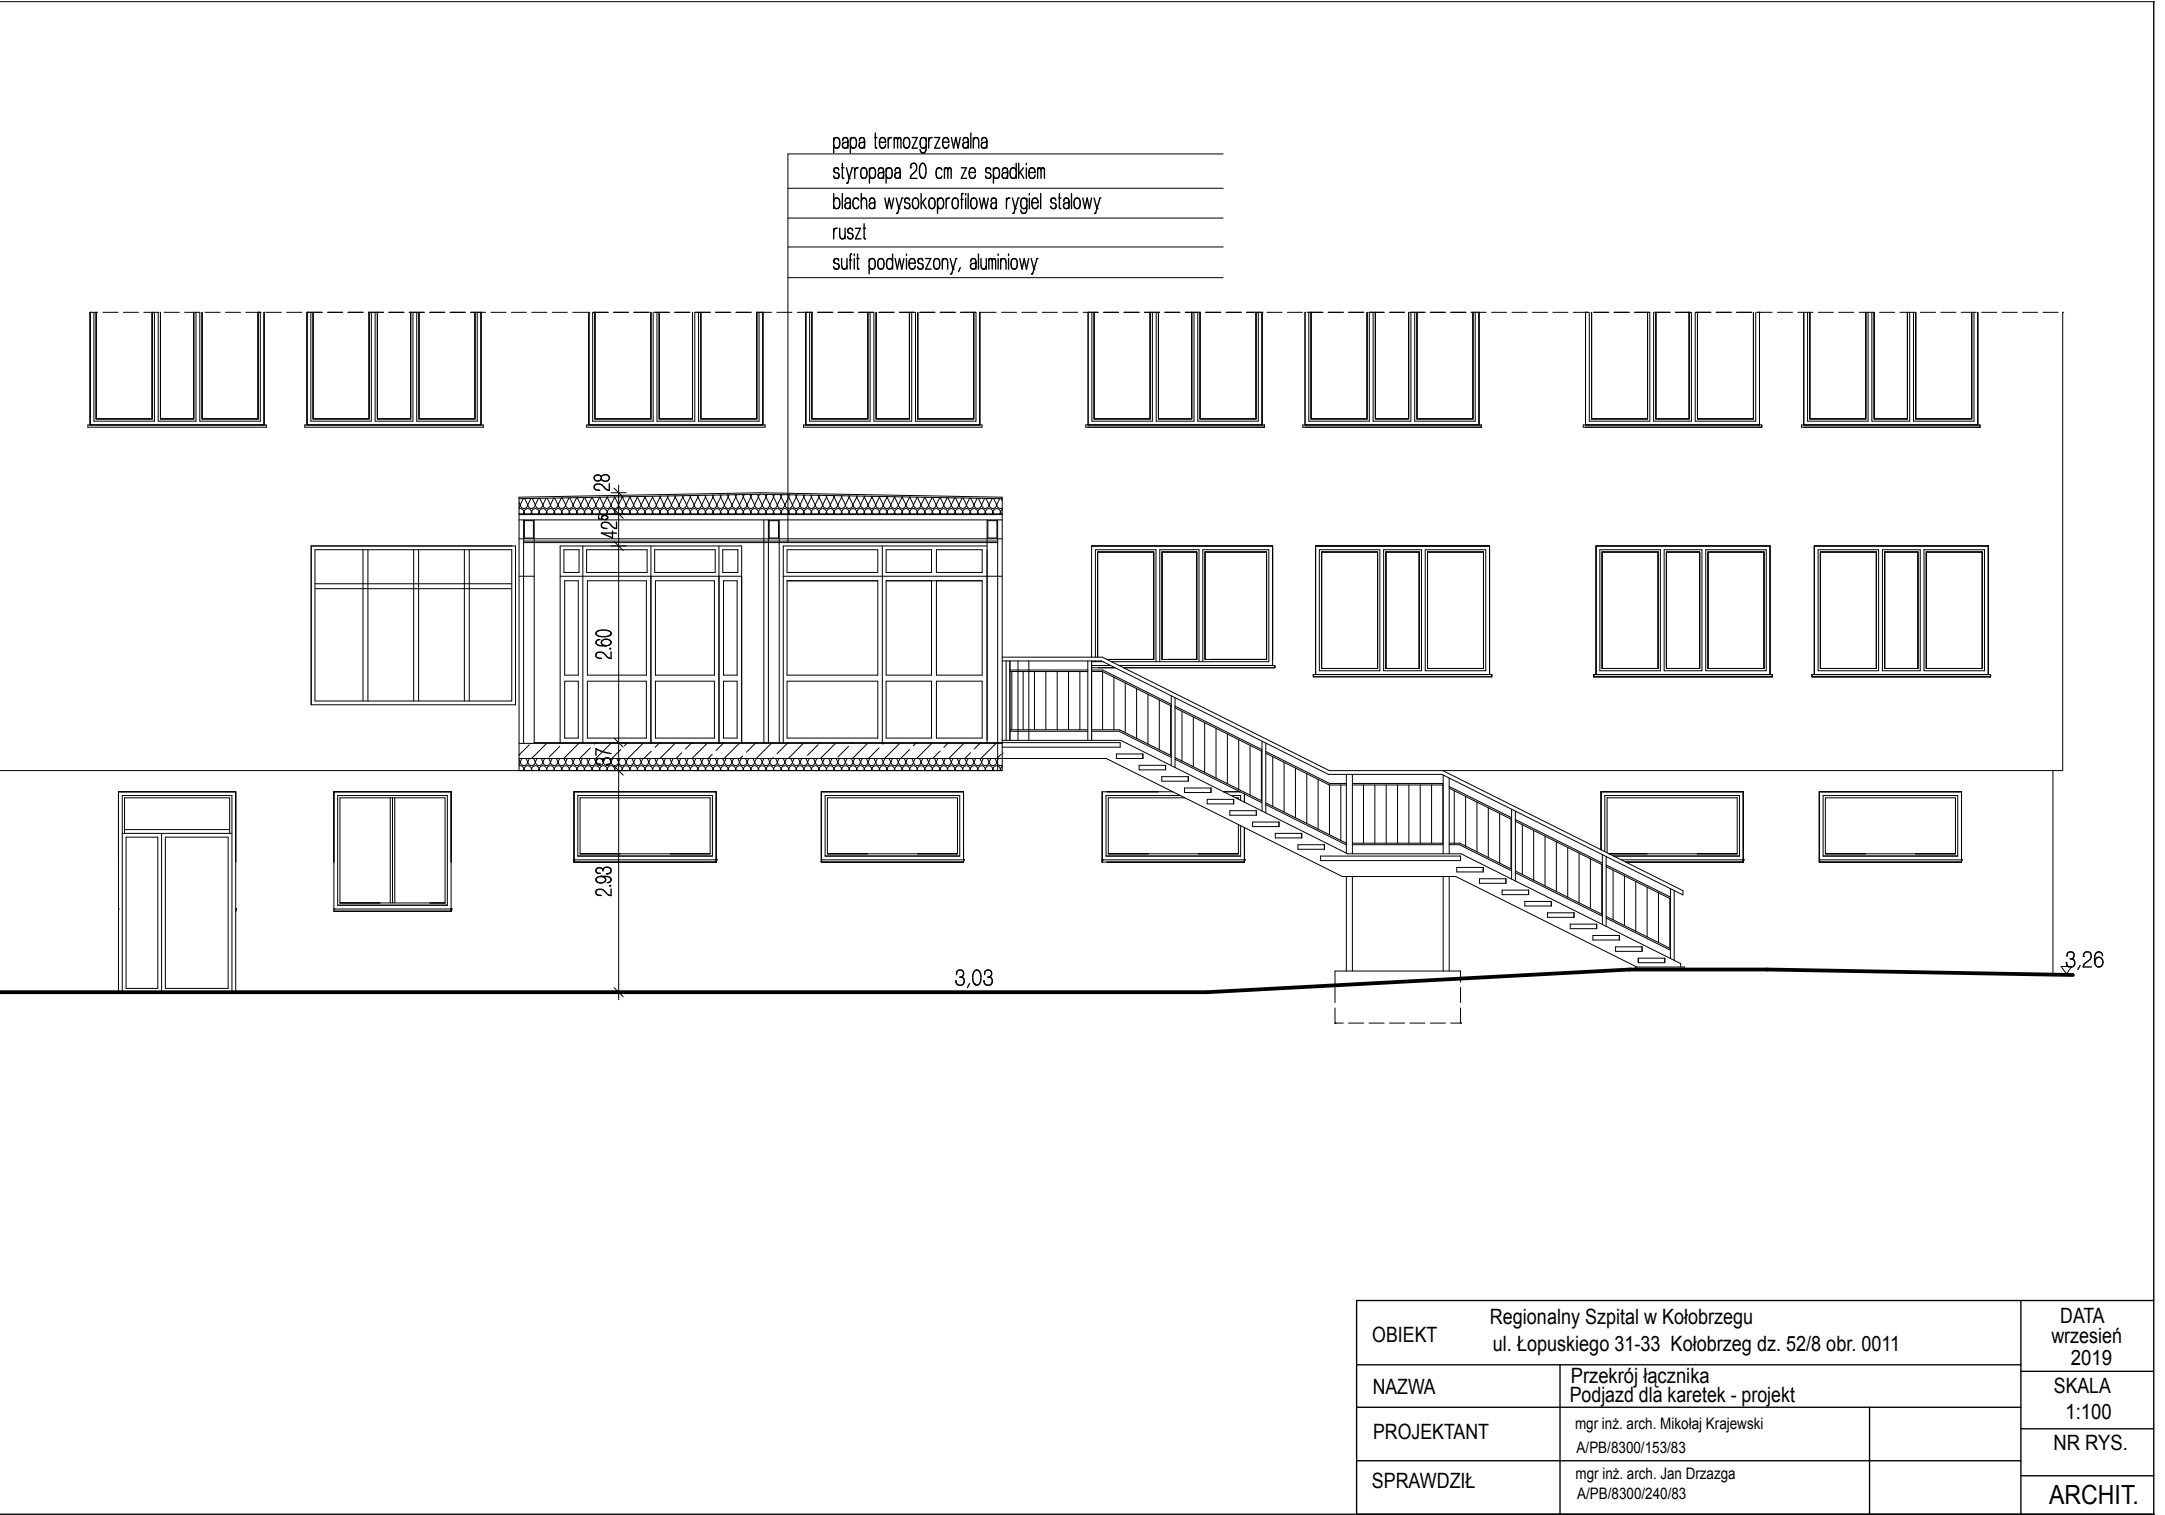 papa termozgrzewalna
styropapa 20 cm ze spadkiem
blacha wysokoprofilowa rygiel stalowy
ruszt
sufit podwieszony, aluminiowy
28
42⁵
2.60
37
2.93
3,03
3,26
OBIEKT
Regionalny Szpital w Kołobrzegu
ul. Łopuskiego 31-33 Kołobrzeg dz. 52/8 obr. 0011
DATA
wrzesień
2019
NAZWA
Przekrój łącznika
Podjazd dla karetek - projekt
SKALA
1:100
PROJEKTANT
mgr inż. arch. Mikołaj Krajewski
A/PB/8300/153/83
NR RYS.
SPRAWDZIŁ
mgr inż. arch. Jan Drzazga
A/PB/8300/240/83
ARCHIT.